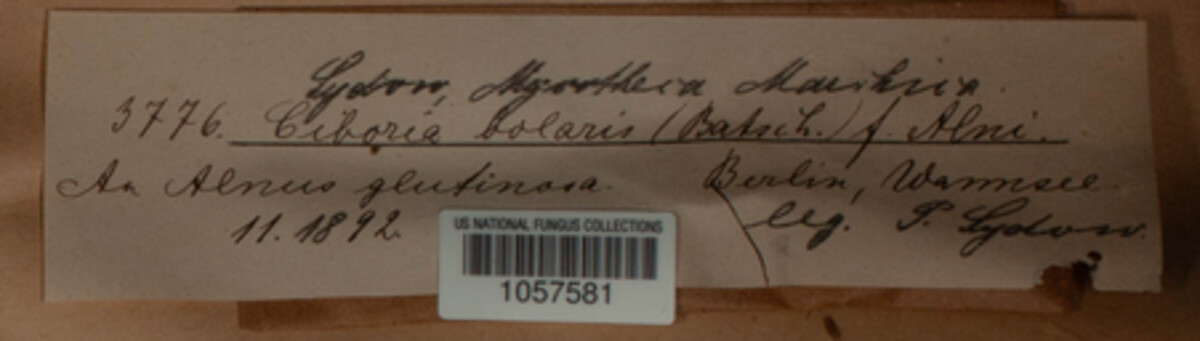 Sydow, Mycotheca Marchica.
3776. Ciboria bolaris (Batsch.) f. Alni.
An Alnus glutinosa. Berlin, Wannsee.
11. 1892. leg. P. Sydow.
US NATIONAL FUNGUS COLLECTIONS
1057581